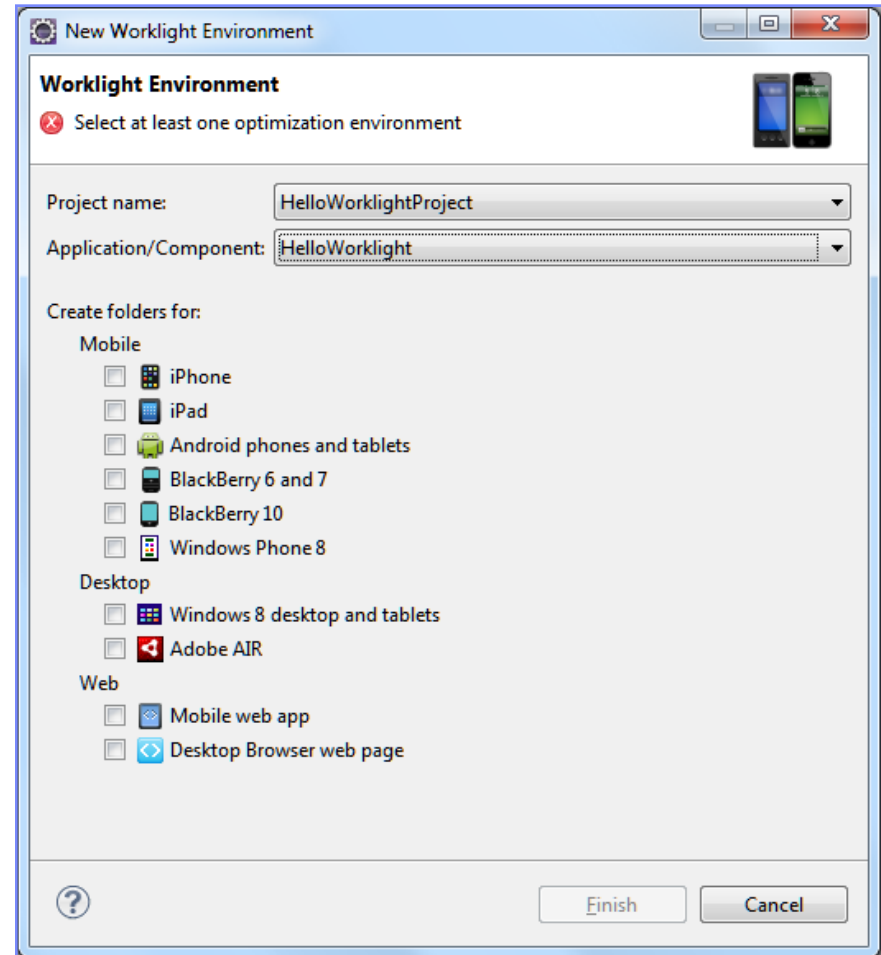 New Worklight Environment
Worklight Environment
Select at least one optimization environment
Project name: HelloWorklightProject
Application/Component: HelloWorklight
Create folders for:
Mobile
iPhone
iPad
Android phones and tablets
BlackBerry 6 and 7
BlackBerry 10
Windows Phone 8
Desktop
Windows 8 desktop and tablets
Adobe AIR
Web
Mobile web app
Desktop Browser web page
Finish Cancel